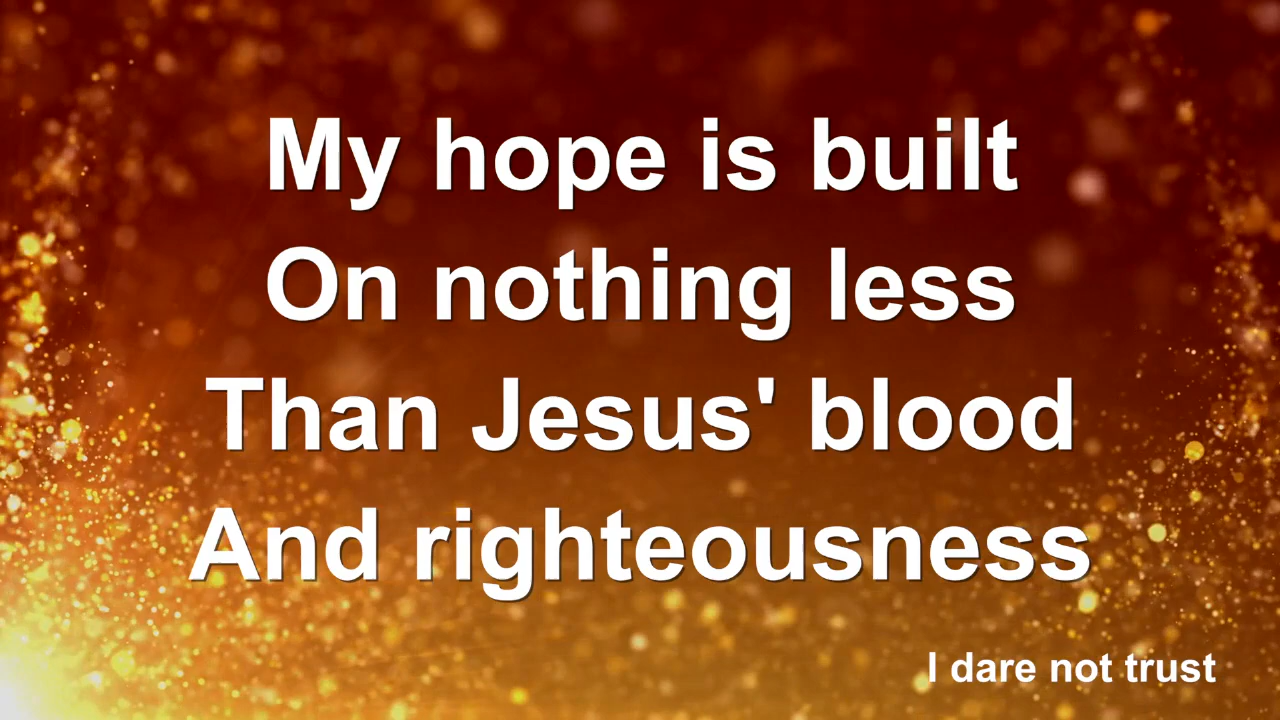 My hope is built
On nothing less
Than Jesus' blood
And righteousness
I dare not trust